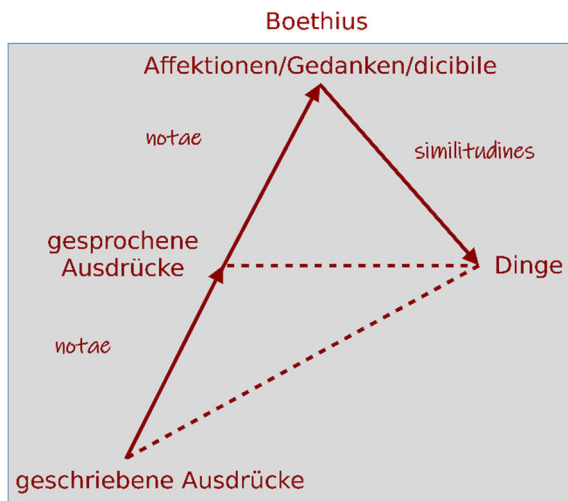 Boethius
Affektionen/Gedanken/dicibile
notae
similitudines
gesprochene
Ausdrücke
Dinge
notae
geschriebene Ausdrücke